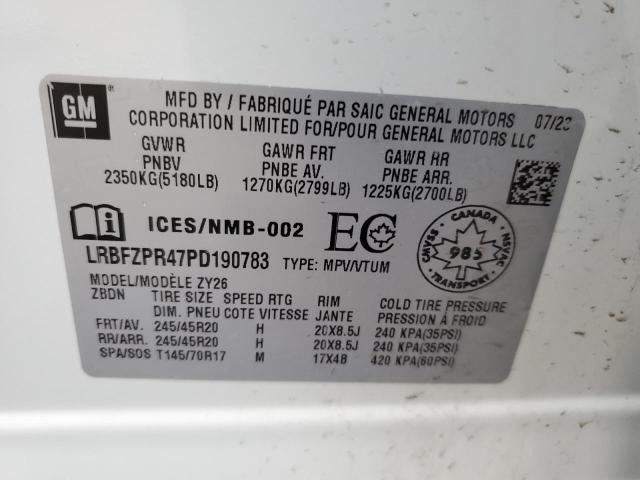 GM
MFD BY / FABRIQUÉ PAR SAIC GENERAL MOTORS 07/23
CORPORATION LIMITED FOR/POUR GENERAL MOTORS LLC
GVWR GAWR FRT GAWR RR
PNBV PNBE AV. PNBE ARR.
2350KG(5180LB) 1270KG(2799LB) 1225KG(2700LB)
ICES/NMB-002 EC
CANADA
CMVSS 985 NSVAC
TRANSPORT
LRBFZPR47PD190783 TYPE: MPV/VTUM
MODEL/MODÈLE ZY26
ZBDN TIRE SIZE SPEED RTG RIM COLD TIRE PRESSURE
DIM. PNEU COTE VITESSE JANTE PRESSION À FROID
FRT/AV. 245/45R20 H 20X8.5J 240 KPA(35PSI)
RR/ARR. 245/45R20 H 20X8.5J 240 KPA(35PSI)
SPA/SOS T145/70R17 M 17X4B 420 KPA(60PSI)